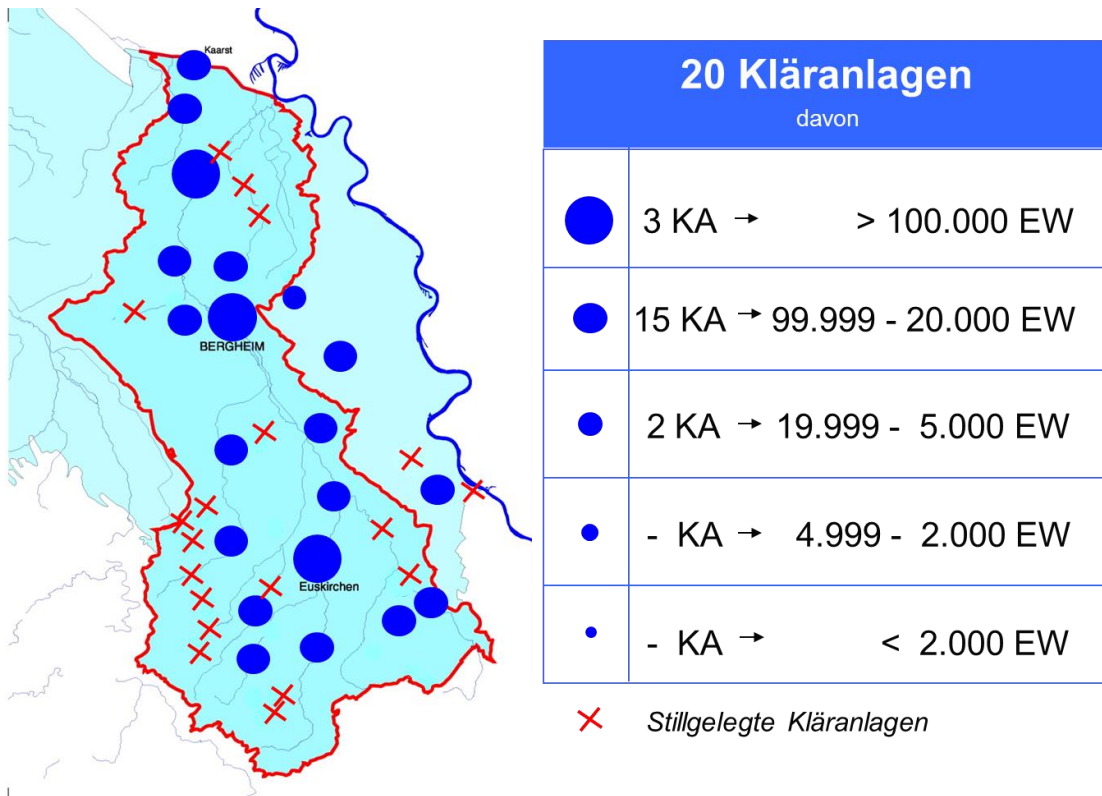 Kaarst
BERGHEIM
Euskirchen
20 Kläranlagen
davon
3 KA → > 100.000 EW
15 KA → 99.999 - 20.000 EW
2 KA → 19.999 - 5.000 EW
- KA → 4.999 - 2.000 EW
- KA → < 2.000 EW
Stillgelegte Kläranlagen